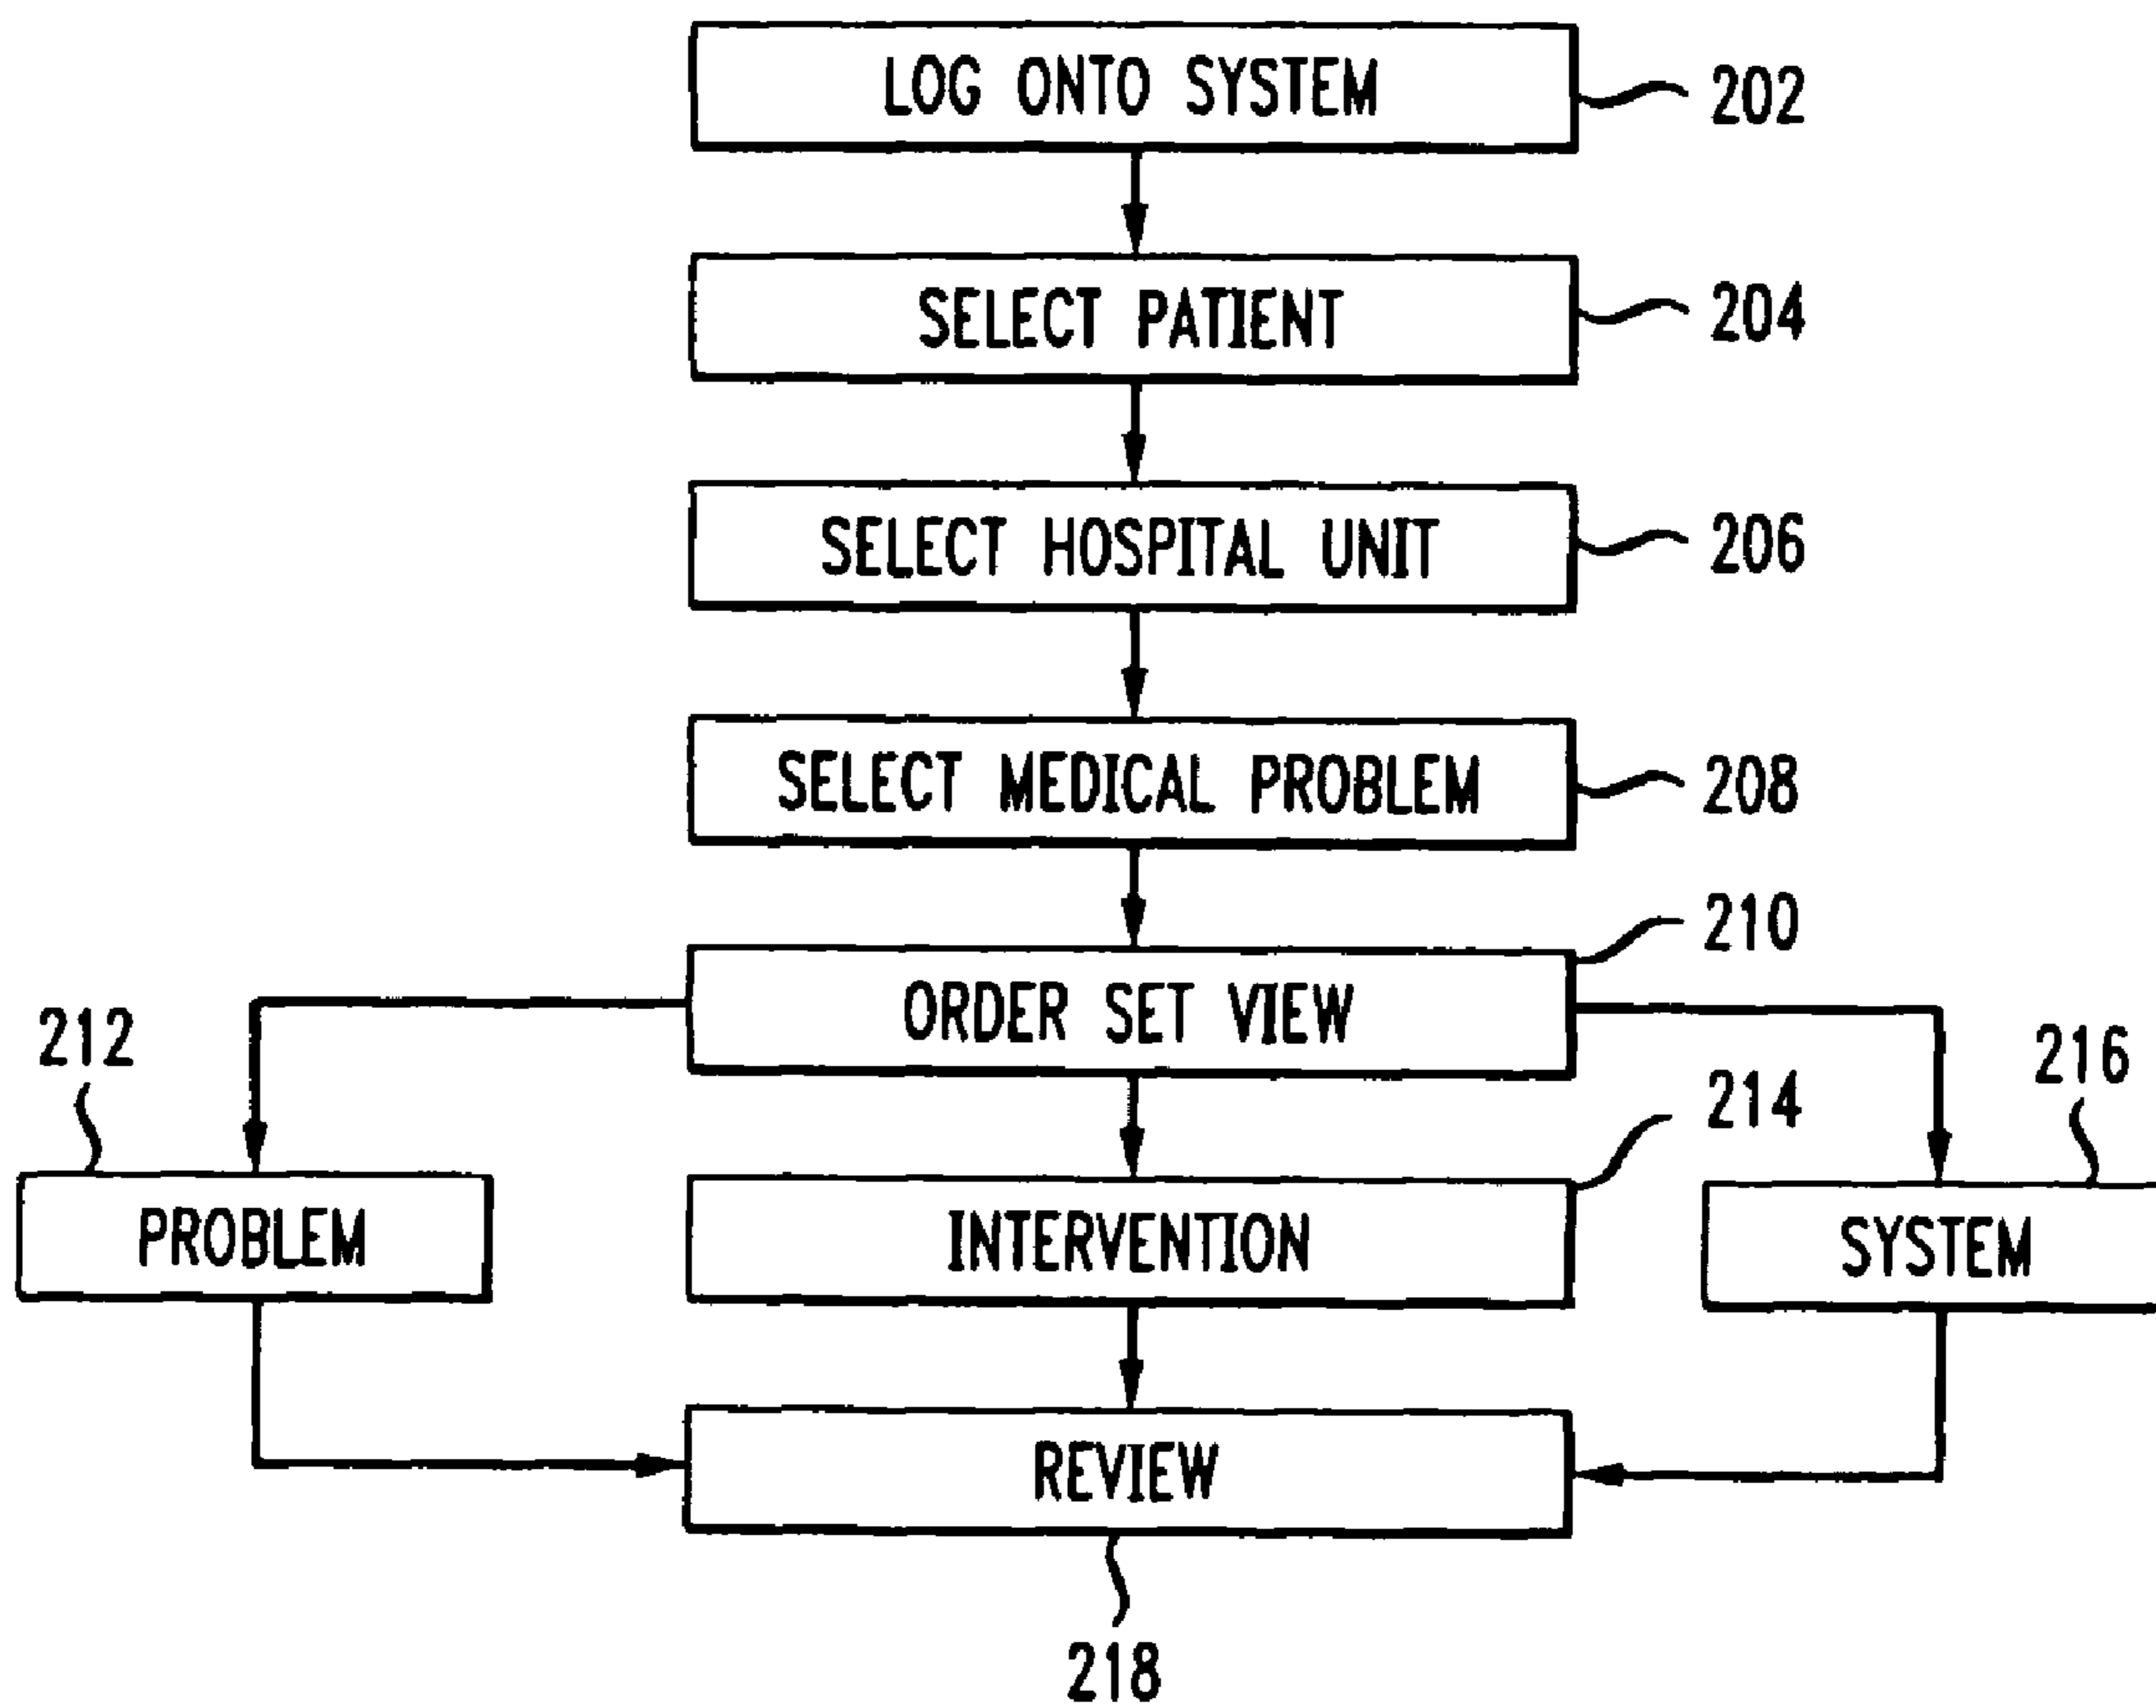 LOG ONTO SYSTEM
202
SELECT PATIENT
204
SELECT HOSPITAL UNIT
206
SELECT MEDICAL PROBLEM
208
210
ORDER SET VIEW
212
214
216
PROBLEM
INTERVENTION
SYSTEM
REVIEW
218